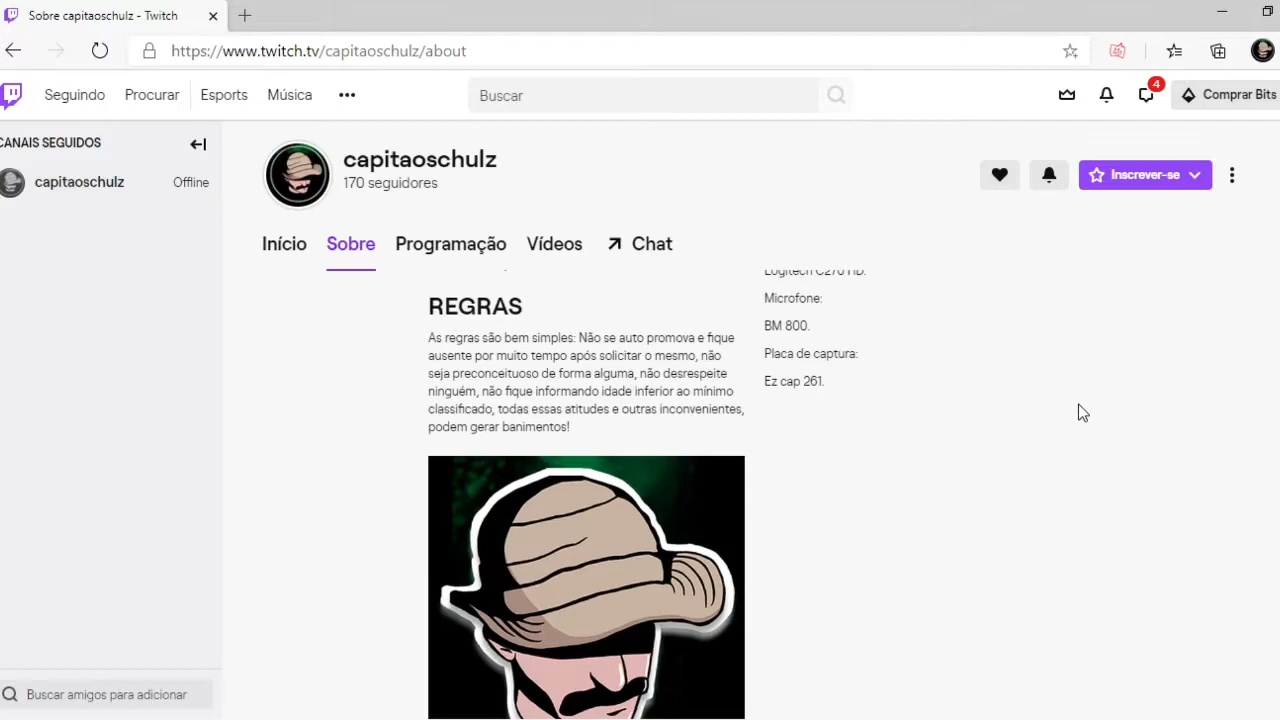 Sobre capitaoschulz - Twitch
https://www.twitch.tv/capitaoschulz/about
Seguindo
Procurar
Esports
Música
Buscar
4
Comprar Bits
CANAIS SEGUIDOS
capitaoschulz
Offline
capitaoschulz
170 seguidores
Inscrever-se
Início
Sobre
Programação
Vídeos
Chat
REGRAS
As regras são bem simples: Não se auto promova e fique
ausente por muito tempo após solicitar o mesmo, não
seja preconceituoso de forma alguma, não desrespeite
ninguém, não fique informando idade inferior ao mínimo
classificado, todas essas atitudes e outras inconvenientes,
podem gerar banimentos!
Logitech C270 HD.
Microfone:
BM 800.
Placa de captura:
Ez cap 261.
Buscar amigos para adicionar